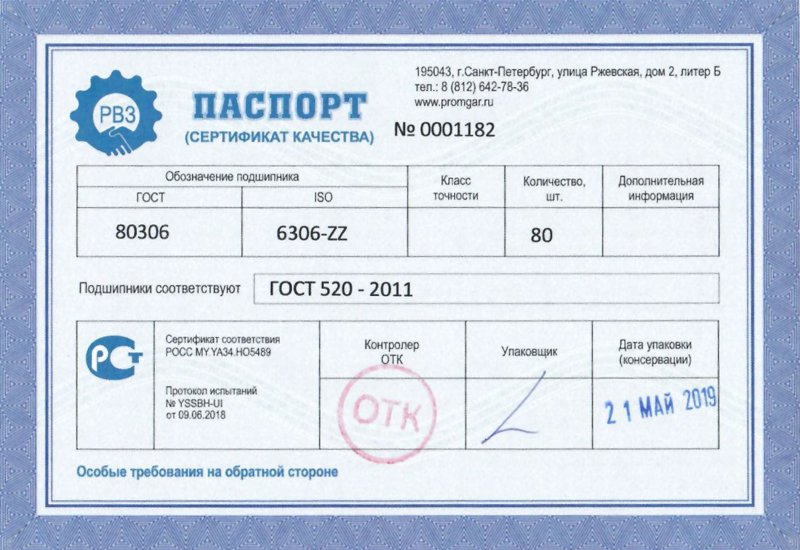 РВЗ
ПАСПОРТ
(СЕРТИФИКАТ КАЧЕСТВА)
195043, г.Санкт-Петербург, улица Ржевская, дом 2, литер Б
тел.: 8 (812) 642-78-36
www.promgar.ru
№ 0001182
Обозначение подшипника
ГОСТ
ISO
Класс
точности
Количество,
шт.
Дополнительная
информация
80306
6306-ZZ
80
Подшипники соответствуют
ГОСТ 520 - 2011
РСТ
Сертификат соответствия
РОСС MY.YA34.HO5489
Протокол испытаний
№ YSSBH-UI
от 09.06.2018
Контролер
ОТК
ОТК
Упаковщик
Дата упаковки
(консервации)
21 МАЙ 2019
Особые требования на обратной стороне